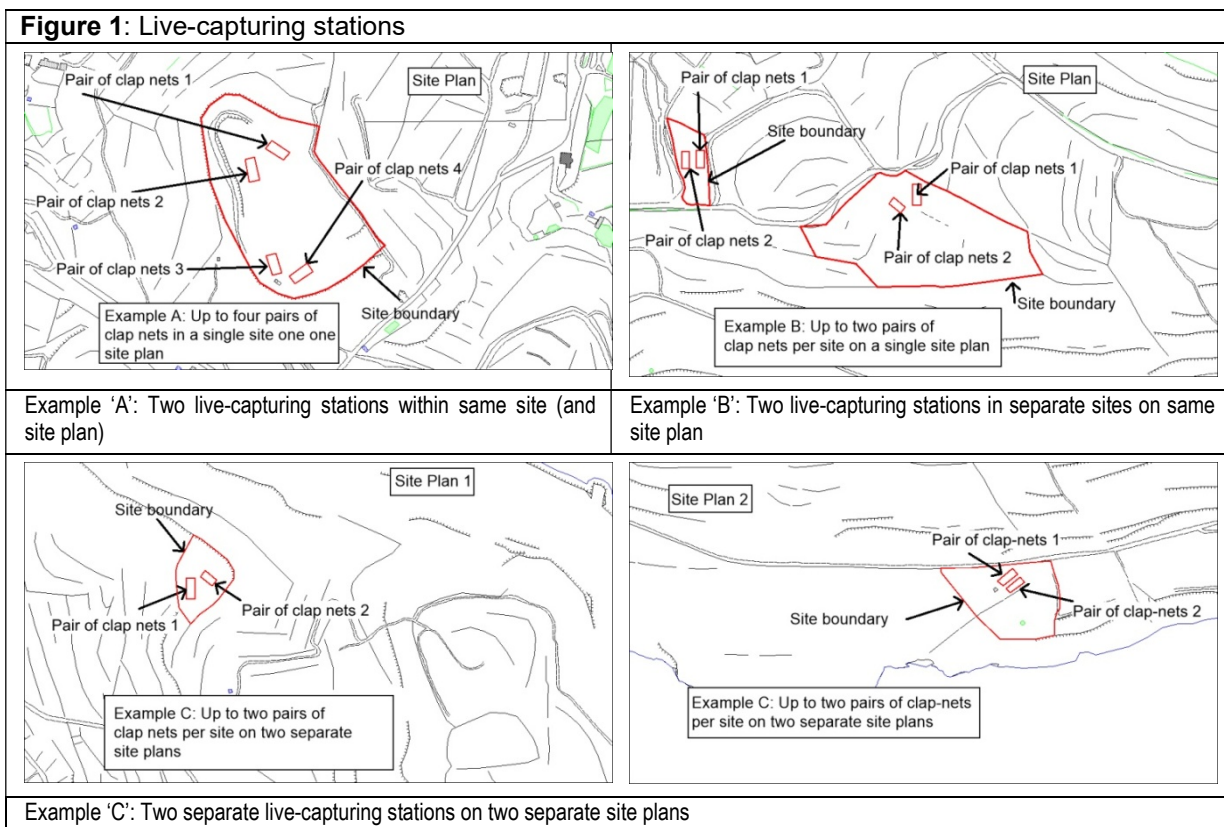 Figure 1: Live-capturing stations
Pair of clap nets 1
Site Plan
Pair of clap nets 4
Pair of clap nets 2
Pair of clap nets 3
Site boundary
Example A: Up to four pairs of
clap nets in a single site one one
site plan
Pair of clap nets 1
Site Plan
Site boundary
Pair of clap nets 1
Pair of clap nets 2
Pair of clap nets 2
Site boundary
Example B: Up to two pairs of
clap nets per site on a single site plan
Example ‘A’: Two live-capturing stations within same site (and
site plan)
Example ‘B’: Two live-capturing stations in separate sites on same
site plan
Site Plan 1
Site boundary
Pair of clap nets 2
Pair of clap nets 1
Example C: Up to two pairs of
clap nets per site on two separate
site plans
Site Plan 2
Pair of clap-nets 1
Site boundary
Pair of clap-nets 2
Example C: Up to two pairs of clap-nets
per site on two separate site plans
Example ‘C’: Two separate live-capturing stations on two separate site plans